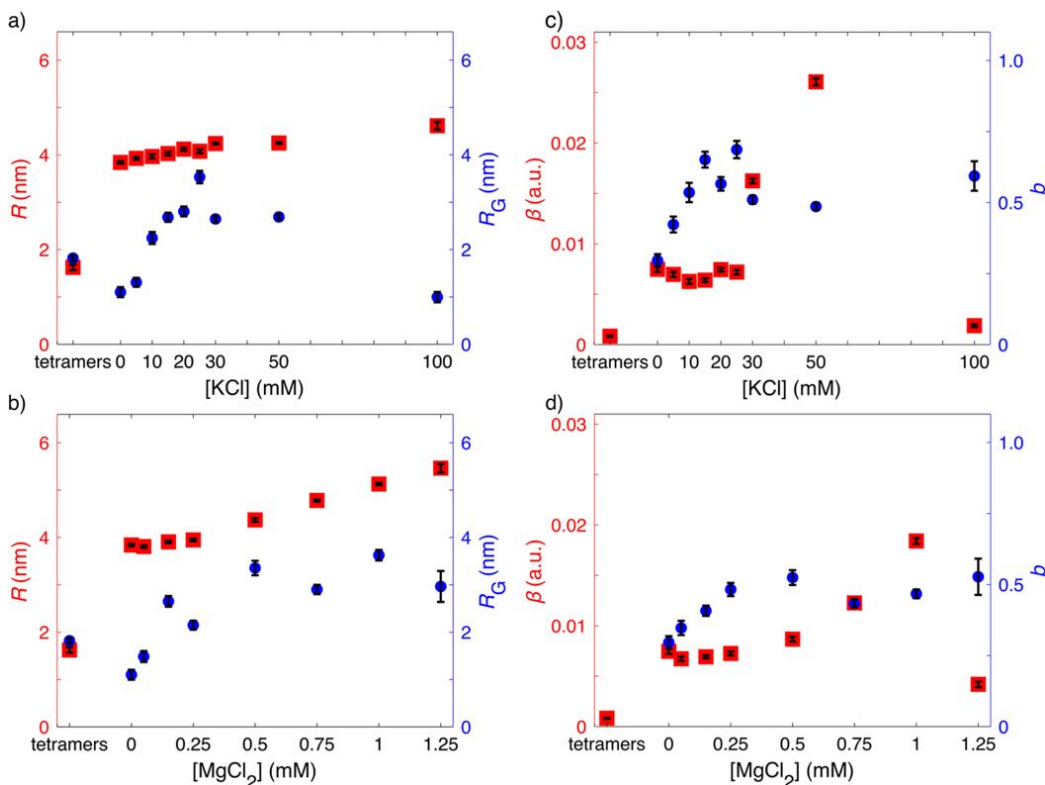 a)
6
4
2
0
R (nm)
6
4
2
0
R_G (nm)
tetramers 0 10 20 30 50 100
[KCl] (mM)
c)
0.03
0.02
0.01
0
β (a.u.)
1.0
0.5
0
b
tetramers 0 10 20 30 50 100
[KCl] (mM)
b)
6
4
2
0
R (nm)
6
4
2
0
R_G (nm)
tetramers 0 0.25 0.5 0.75 1 1.25
[MgCl₂] (mM)
d)
0.03
0.02
0.01
0
β (a.u.)
1.0
0.5
0
b
tetramers 0 0.25 0.5 0.75 1 1.25
[MgCl₂] (mM)